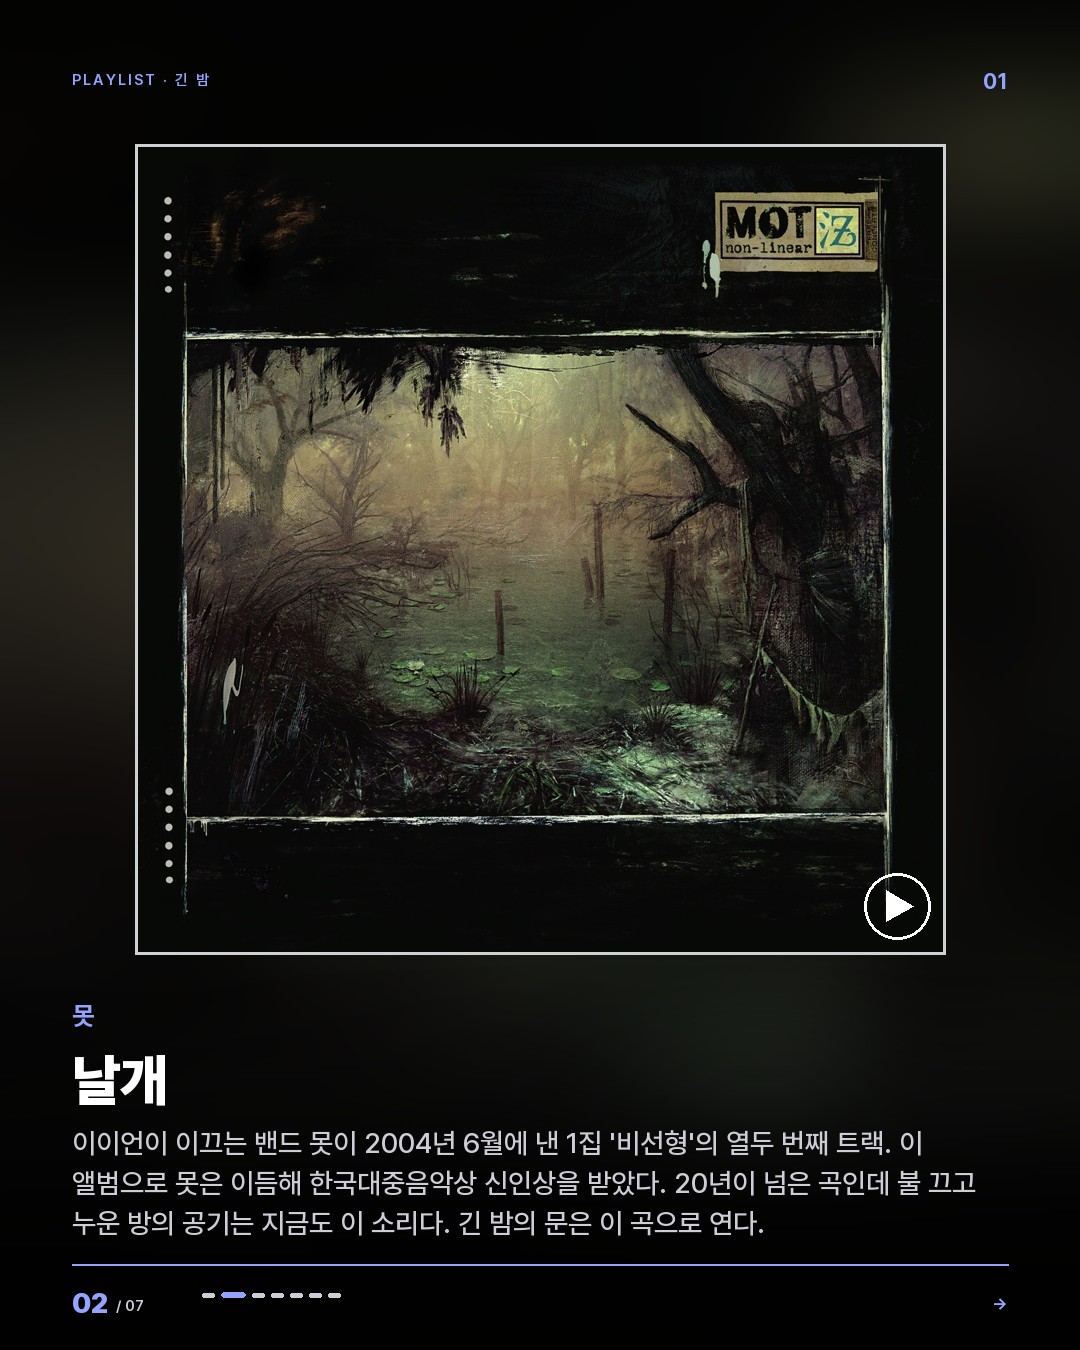 PLAYLIST · 긴 밤
01
MOT
non-linear
못
날개
이이언이 이끄는 밴드 못이 2004년 6월에 낸 1집 '비선형'의 열두 번째 트랙. 이
앨범으로 못은 이듬해 한국대중음악상 신인상을 받았다. 20년이 넘은 곡인데 불 끄고
누운 방의 공기는 지금도 이 소리다. 긴 밤의 문은 이 곡으로 연다.
02 / 07
→